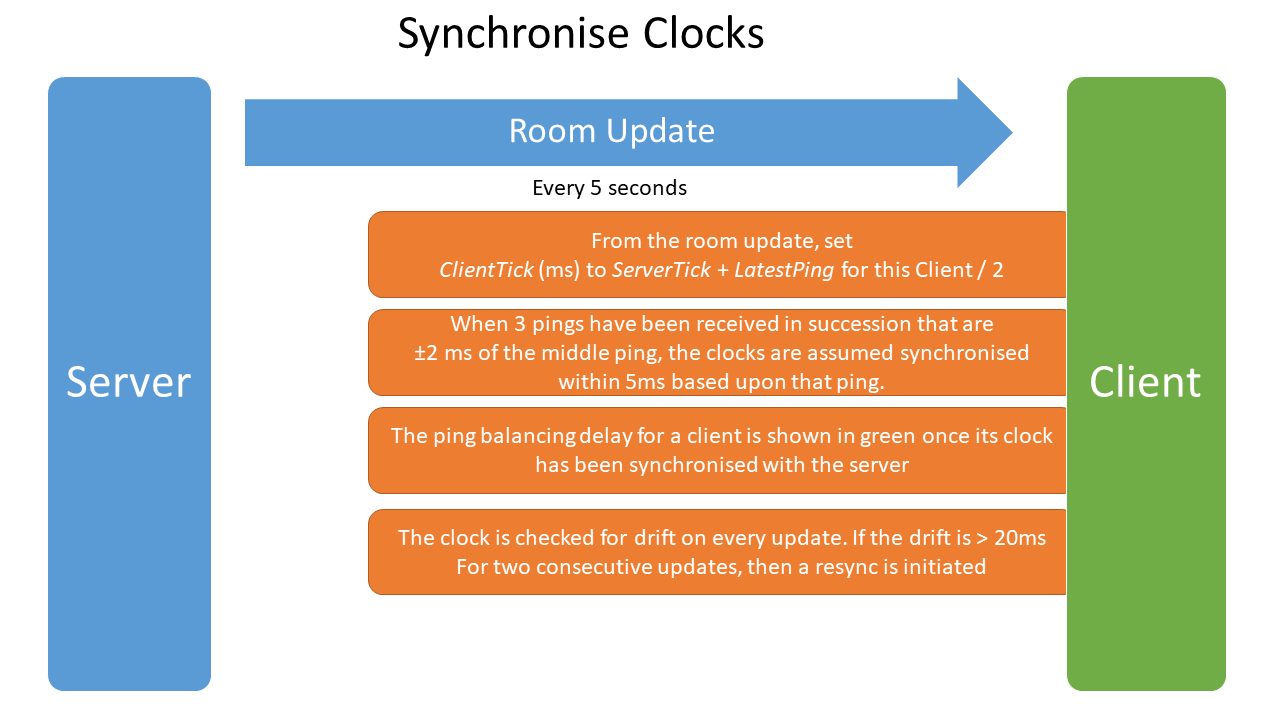 Synchronise Clocks
Room Update
Every 5 seconds
From the room update, set
ClientTick (ms) to ServerTick + LatestPing for this Client / 2
When 3 pings have been received in succession that are
±2 ms of the middle ping, the clocks are assumed synchronised
within 5ms based upon that ping.
Server
Client
The ping balancing delay for a client is shown in green once its clock
has been synchronised with the server
The clock is checked for drift on every update. If the drift is > 20ms
For two consecutive updates, then a resync is initiated